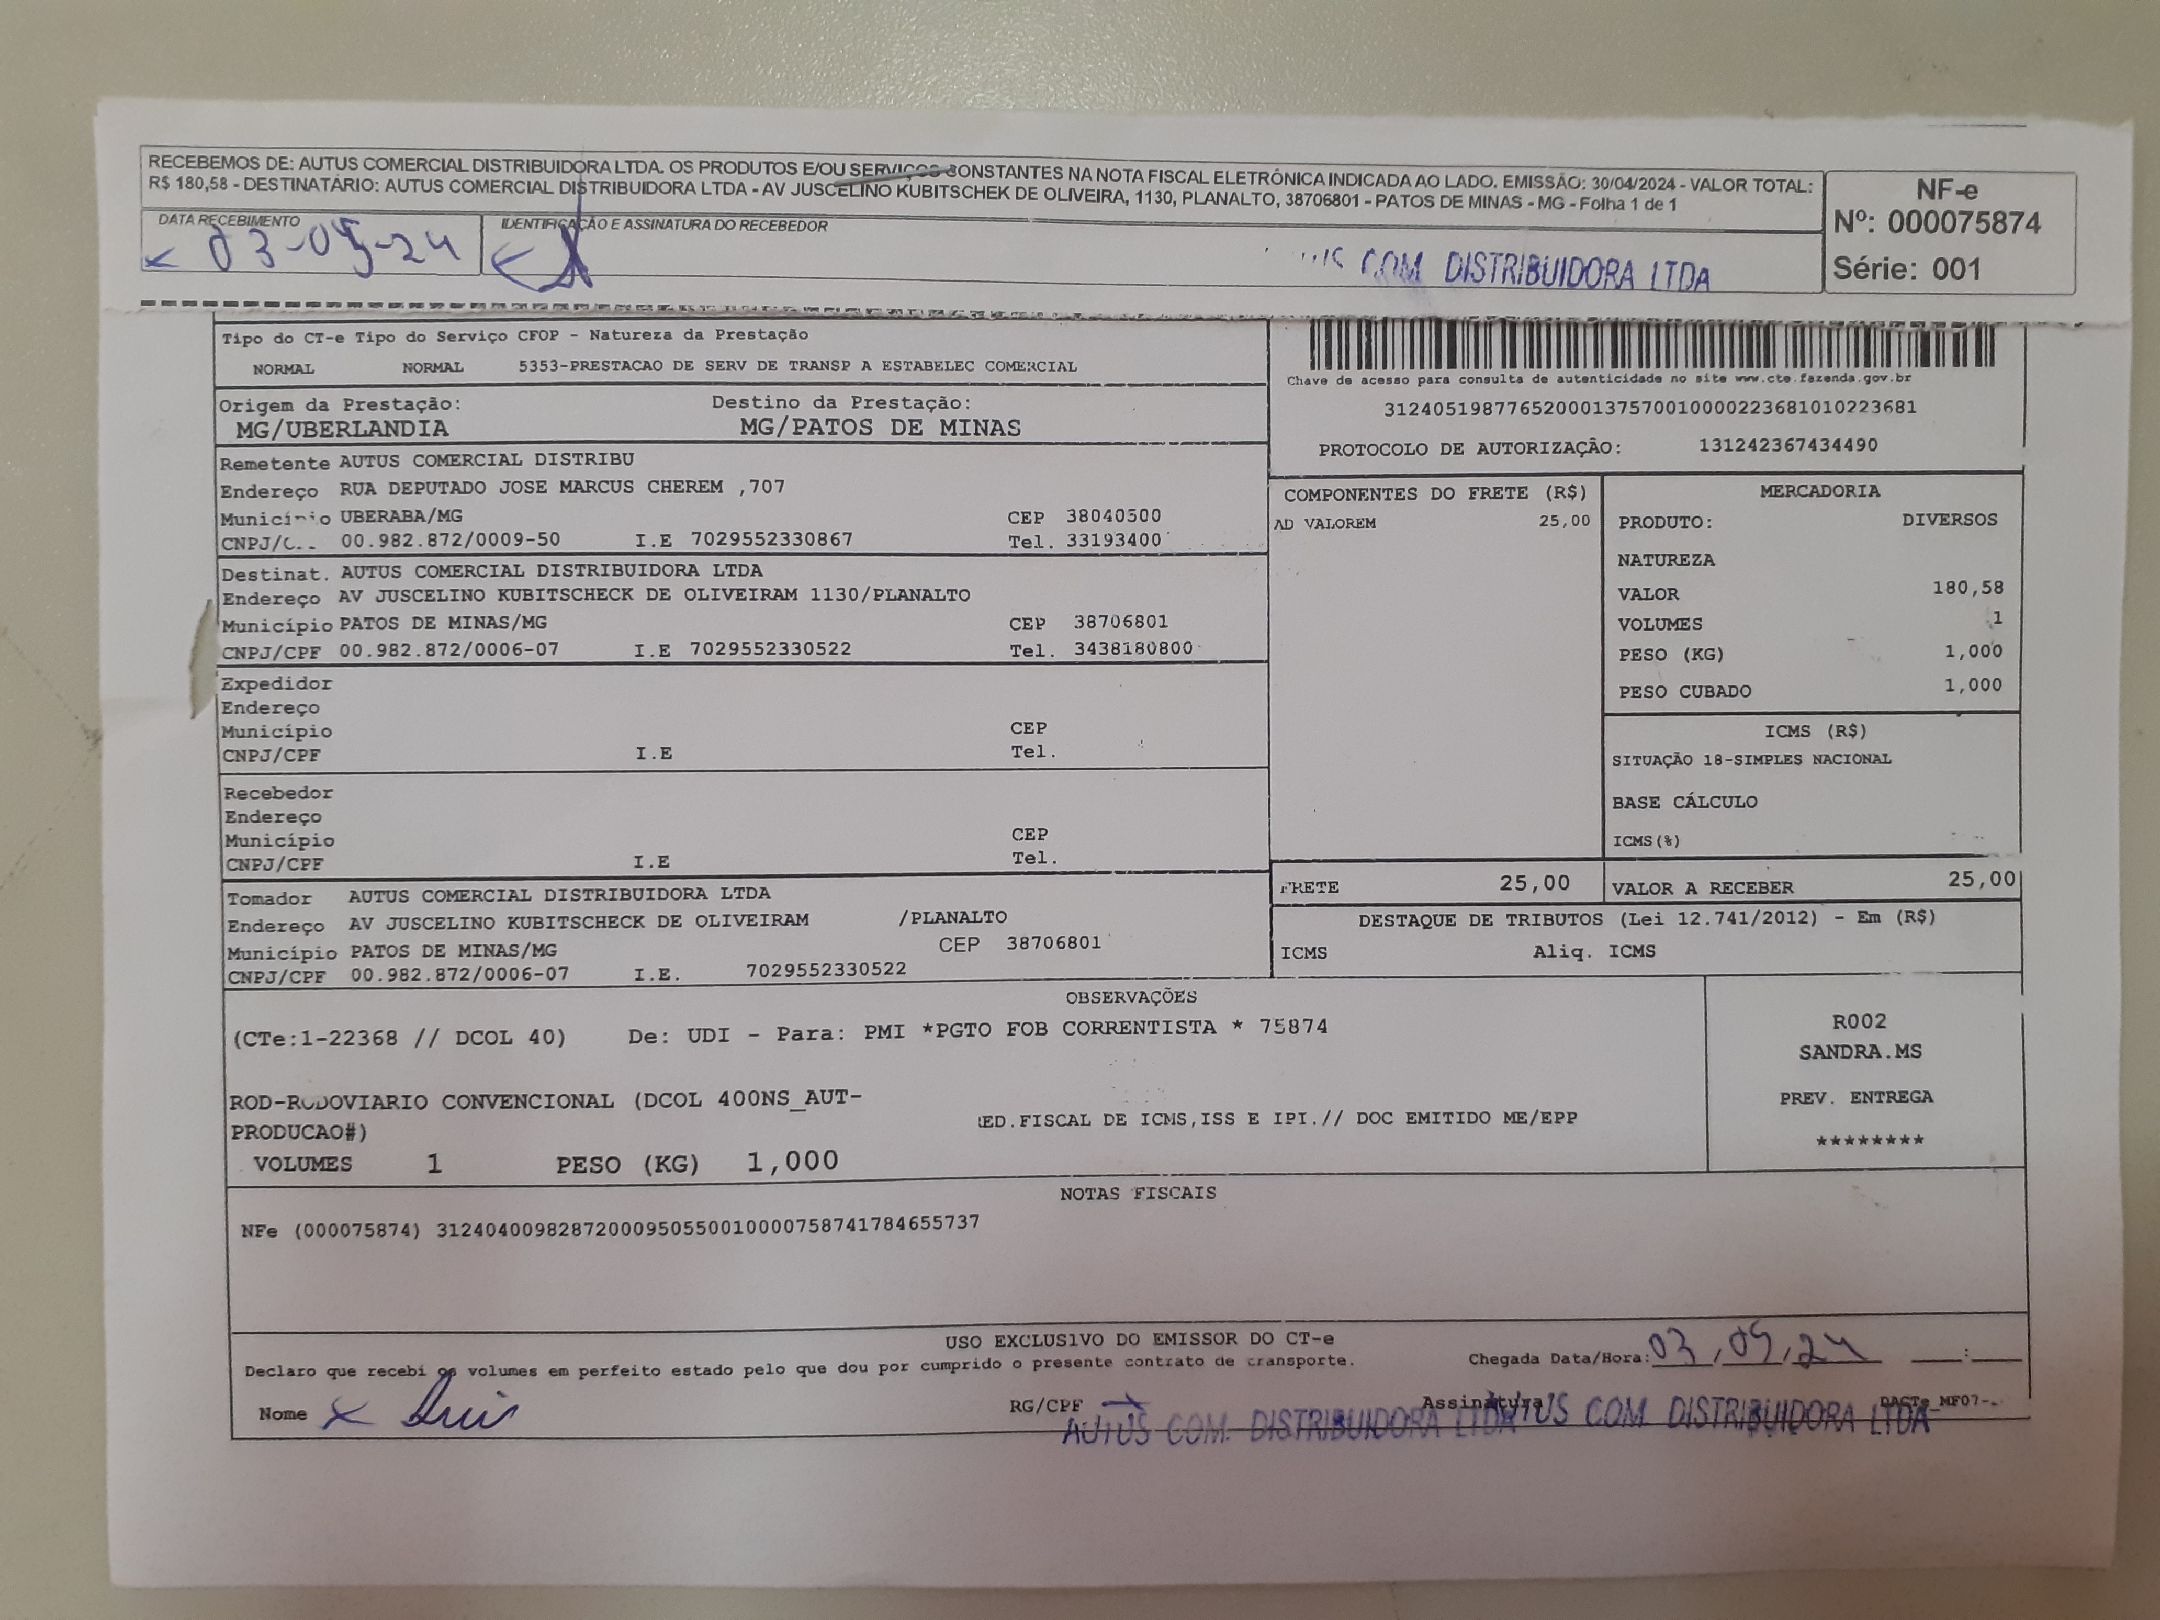 RECEBEMOS DE: AUTUS COMERCIAL DISTRIBUIDORA LTDA. OS PRODUTOS E/OU SERVIÇOS CONSTANTES NA NOTA FISCAL ELETRÔNICA INDICADA AO LADO. EMISSÃO: 30/04/2024 - VALOR TOTAL:
R$ 180,58 - DESTINATÁRIO: AUTUS COMERCIAL DISTRIBUIDORA LTDA - AV JUSCELINO KUBITSCHEK DE OLIVEIRA, 1130, PLANALTO, 38706801 - PATOS DE MINAS - MG - Folha 1 de 1
NF-e
Nº: 000075874
Série: 001
DATA RECEBIMENTO
03-05-24
IDENTIFICAÇÃO E ASSINATURA DO RECEBEDOR
COM DISTRIBUIDORA LTDA
Tipo do CT-e Tipo do Serviço CFOP - Natureza da Prestação
NORMAL NORMAL 5353-PRESTACAO DE SERV DE TRANSP A ESTABELEC COMERCIAL
Chave de acesso para consulta de autenticidade no site www.cte.fazenda.gov.br
31240519877652000137570010000223681010223681
PROTOCOLO DE AUTORIZAÇÃO: 131242367434490
Origem da Prestação: Destino da Prestação:
MG/UBERLANDIA MG/PATOS DE MINAS
Remetente AUTUS COMERCIAL DISTRIBU
Endereço RUA DEPUTADO JOSE MARCUS CHEREM ,707
Município UBERABA/MG CEP 38040500
CNPJ/C 00.982.872/0009-50 I.E 7029552330867 Tel. 33193400
Destinat. AUTUS COMERCIAL DISTRIBUIDORA LTDA
Endereço AV JUSCELINO KUBITSCHECK DE OLIVEIRAM 1130/PLANALTO
Município PATOS DE MINAS/MG CEP 38706801
CNPJ/CPF 00.982.872/0006-07 I.E 7029552330522 Tel. 3438180800
Expedidor
Endereço
Município CEP
CNPJ/CPF I.E Tel.
Recebedor
Endereço
Município CEP
CNPJ/CPF I.E Tel.
Tomador AUTUS COMERCIAL DISTRIBUIDORA LTDA
Endereço AV JUSCELINO KUBITSCHECK DE OLIVEIRAM /PLANALTO
Município PATOS DE MINAS/MG CEP 38706801
CNPJ/CPF 00.982.872/0006-07 I.E. 7029552330522
COMPONENTES DO FRETE (R$)
AD VALOREM 25,00
MERCADORIA
PRODUTO: DIVERSOS
NATUREZA
VALOR 180,58
VOLUMES 1
PESO (KG) 1,000
PESO CUBADO 1,000
ICMS (R$)
SITUAÇÃO 18-SIMPLES NACIONAL
BASE CÁLCULO
ICMS(%)
FRETE 25,00 VALOR A RECEBER 25,00
DESTAQUE DE TRIBUTOS (Lei 12.741/2012) - Em (R$)
ICMS Aliq. ICMS
OBSERVAÇÕES
(CTe:1-22368 // DCOL 40) De: UDI - Para: PMI *PGTO FOB CORRENTISTA * 75874
ROD-RODOVIARIO CONVENCIONAL (DCOL 400NS_AUT-
PRODUCAO#)
ED.FISCAL DE ICMS,ISS E IPI.// DOC EMITIDO ME/EPP
VOLUMES 1 PESO (KG) 1,000
R002
SANDRA.MS
PREV. ENTREGA
********
NOTAS FISCAIS
NFe (000075874) 31240400982872000950550010000758741784655737
USO EXCLUSIVO DO EMISSOR DO CT-e
Declaro que recebi os volumes em perfeito estado pelo que dou por cumprido o presente contrato de transporte.
Chegada Data/Hora: 03,05,24 :
Nome Luis RG/CPF Assinatura DACTe_MF07-
AUTUS COM. DISTRIBUIDORA LTDA
AUTUS COM DISTRIBUIDORA LTDA